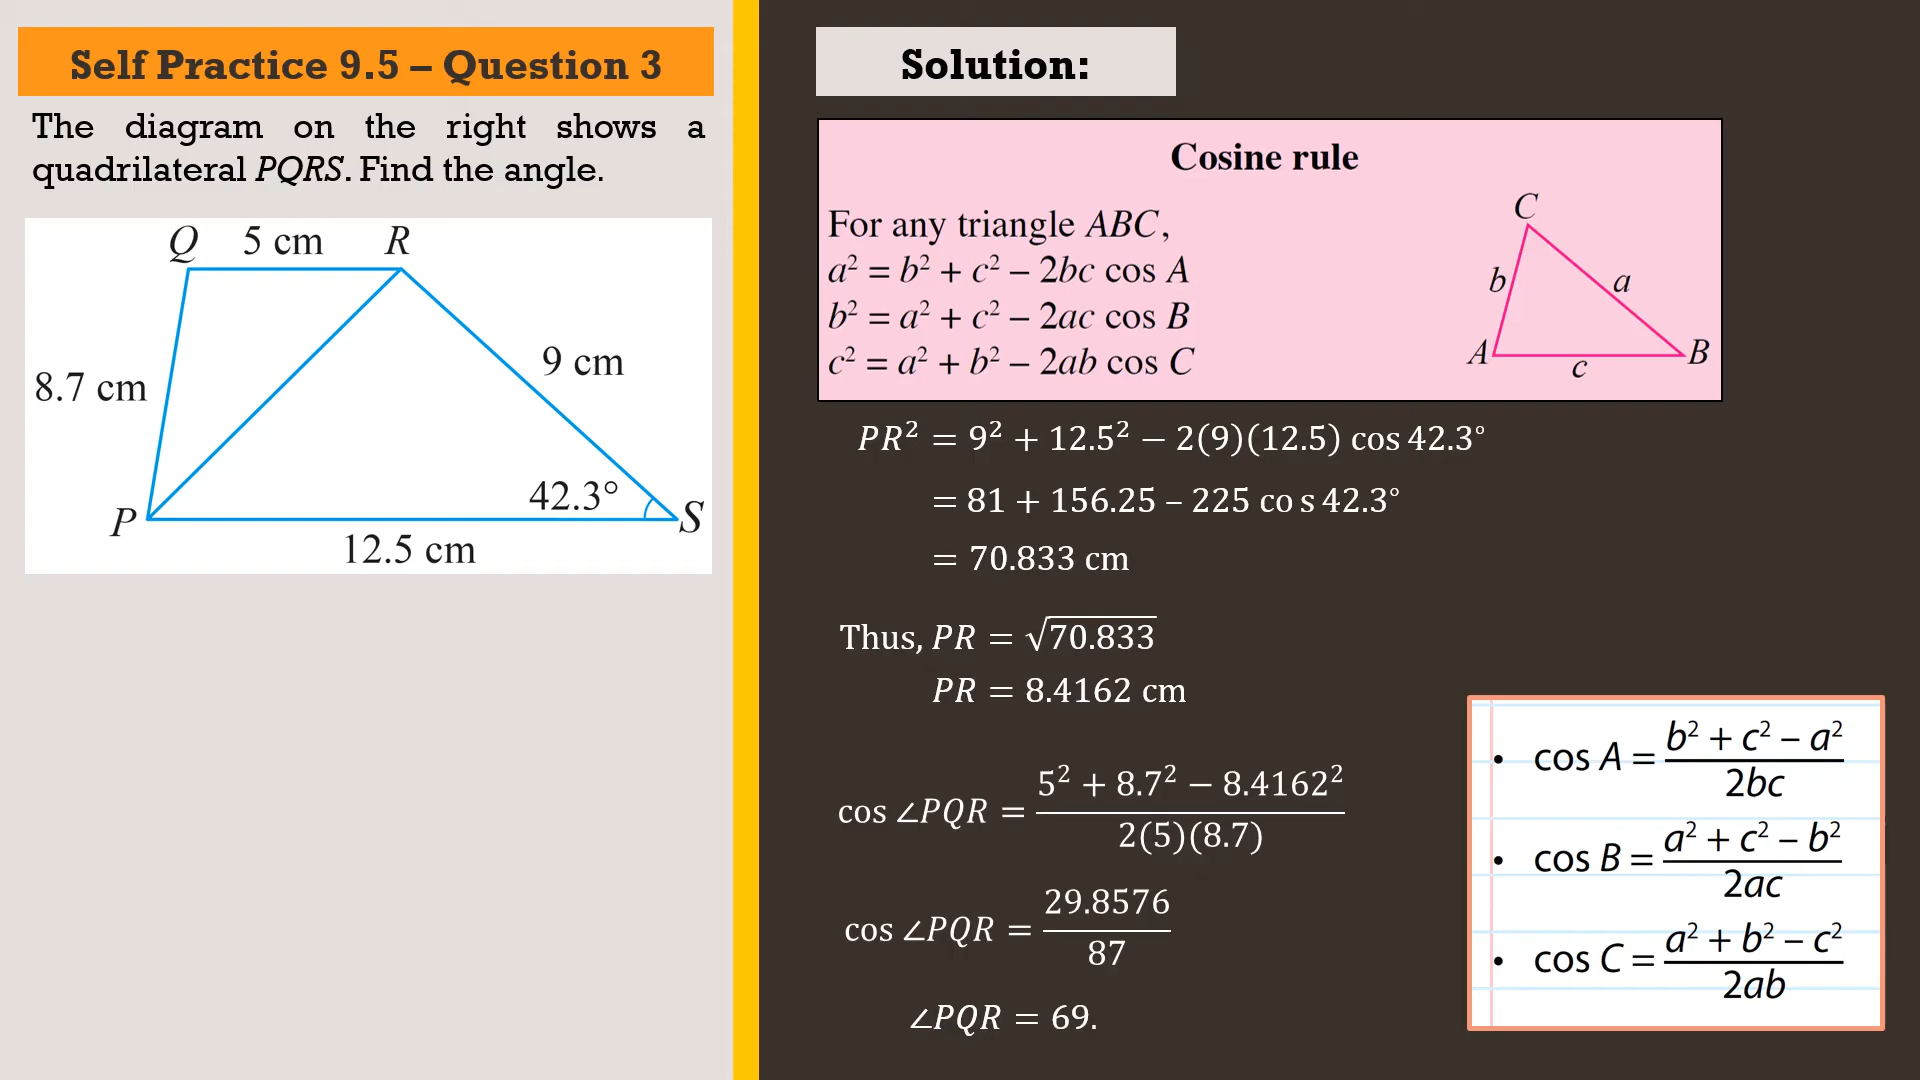 Self Practice 9.5 – Question 3
The diagram on the right shows a
quadrilateral PQRS. Find the angle.
Q 5 cm R
9 cm
8.7 cm
42.3°
P S
12.5 cm
Solution:
Cosine rule
For any triangle ABC,
a² = b² + c² – 2bc cos A
b² = a² + c² – 2ac cos B
c² = a² + b² – 2ab cos C
C
b a
A B
c
PR² = 9² + 12.5² − 2(9)(12.5) cos 42.3°
= 81 + 156.25 – 225 cos 42.3°
= 70.833 cm
Thus, PR = √70.833
PR = 8.4162 cm
cos ∠PQR = (5² + 8.7² − 8.4162²)/(2(5)(8.7))
cos ∠PQR = 29.8576/87
∠PQR = 69.
• cos A = (b² + c² – a²)/(2bc)
• cos B = (a² + c² – b²)/(2ac)
• cos C = (a² + b² – c²)/(2ab)